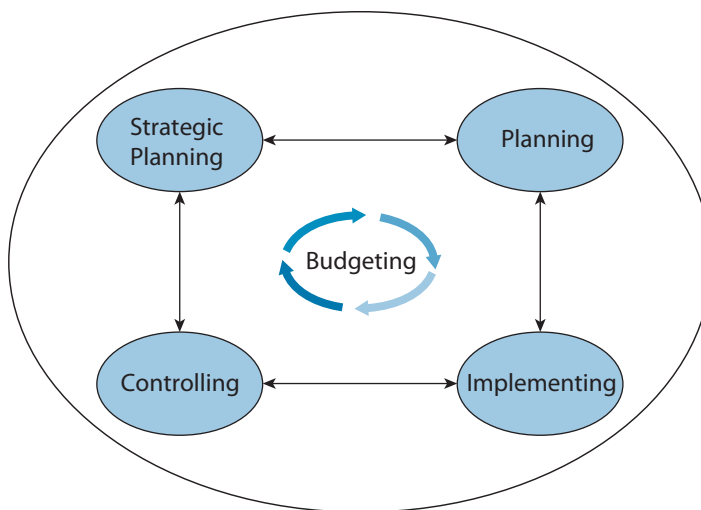 Strategic
Planning
Planning
Budgeting
Controlling
Implementing